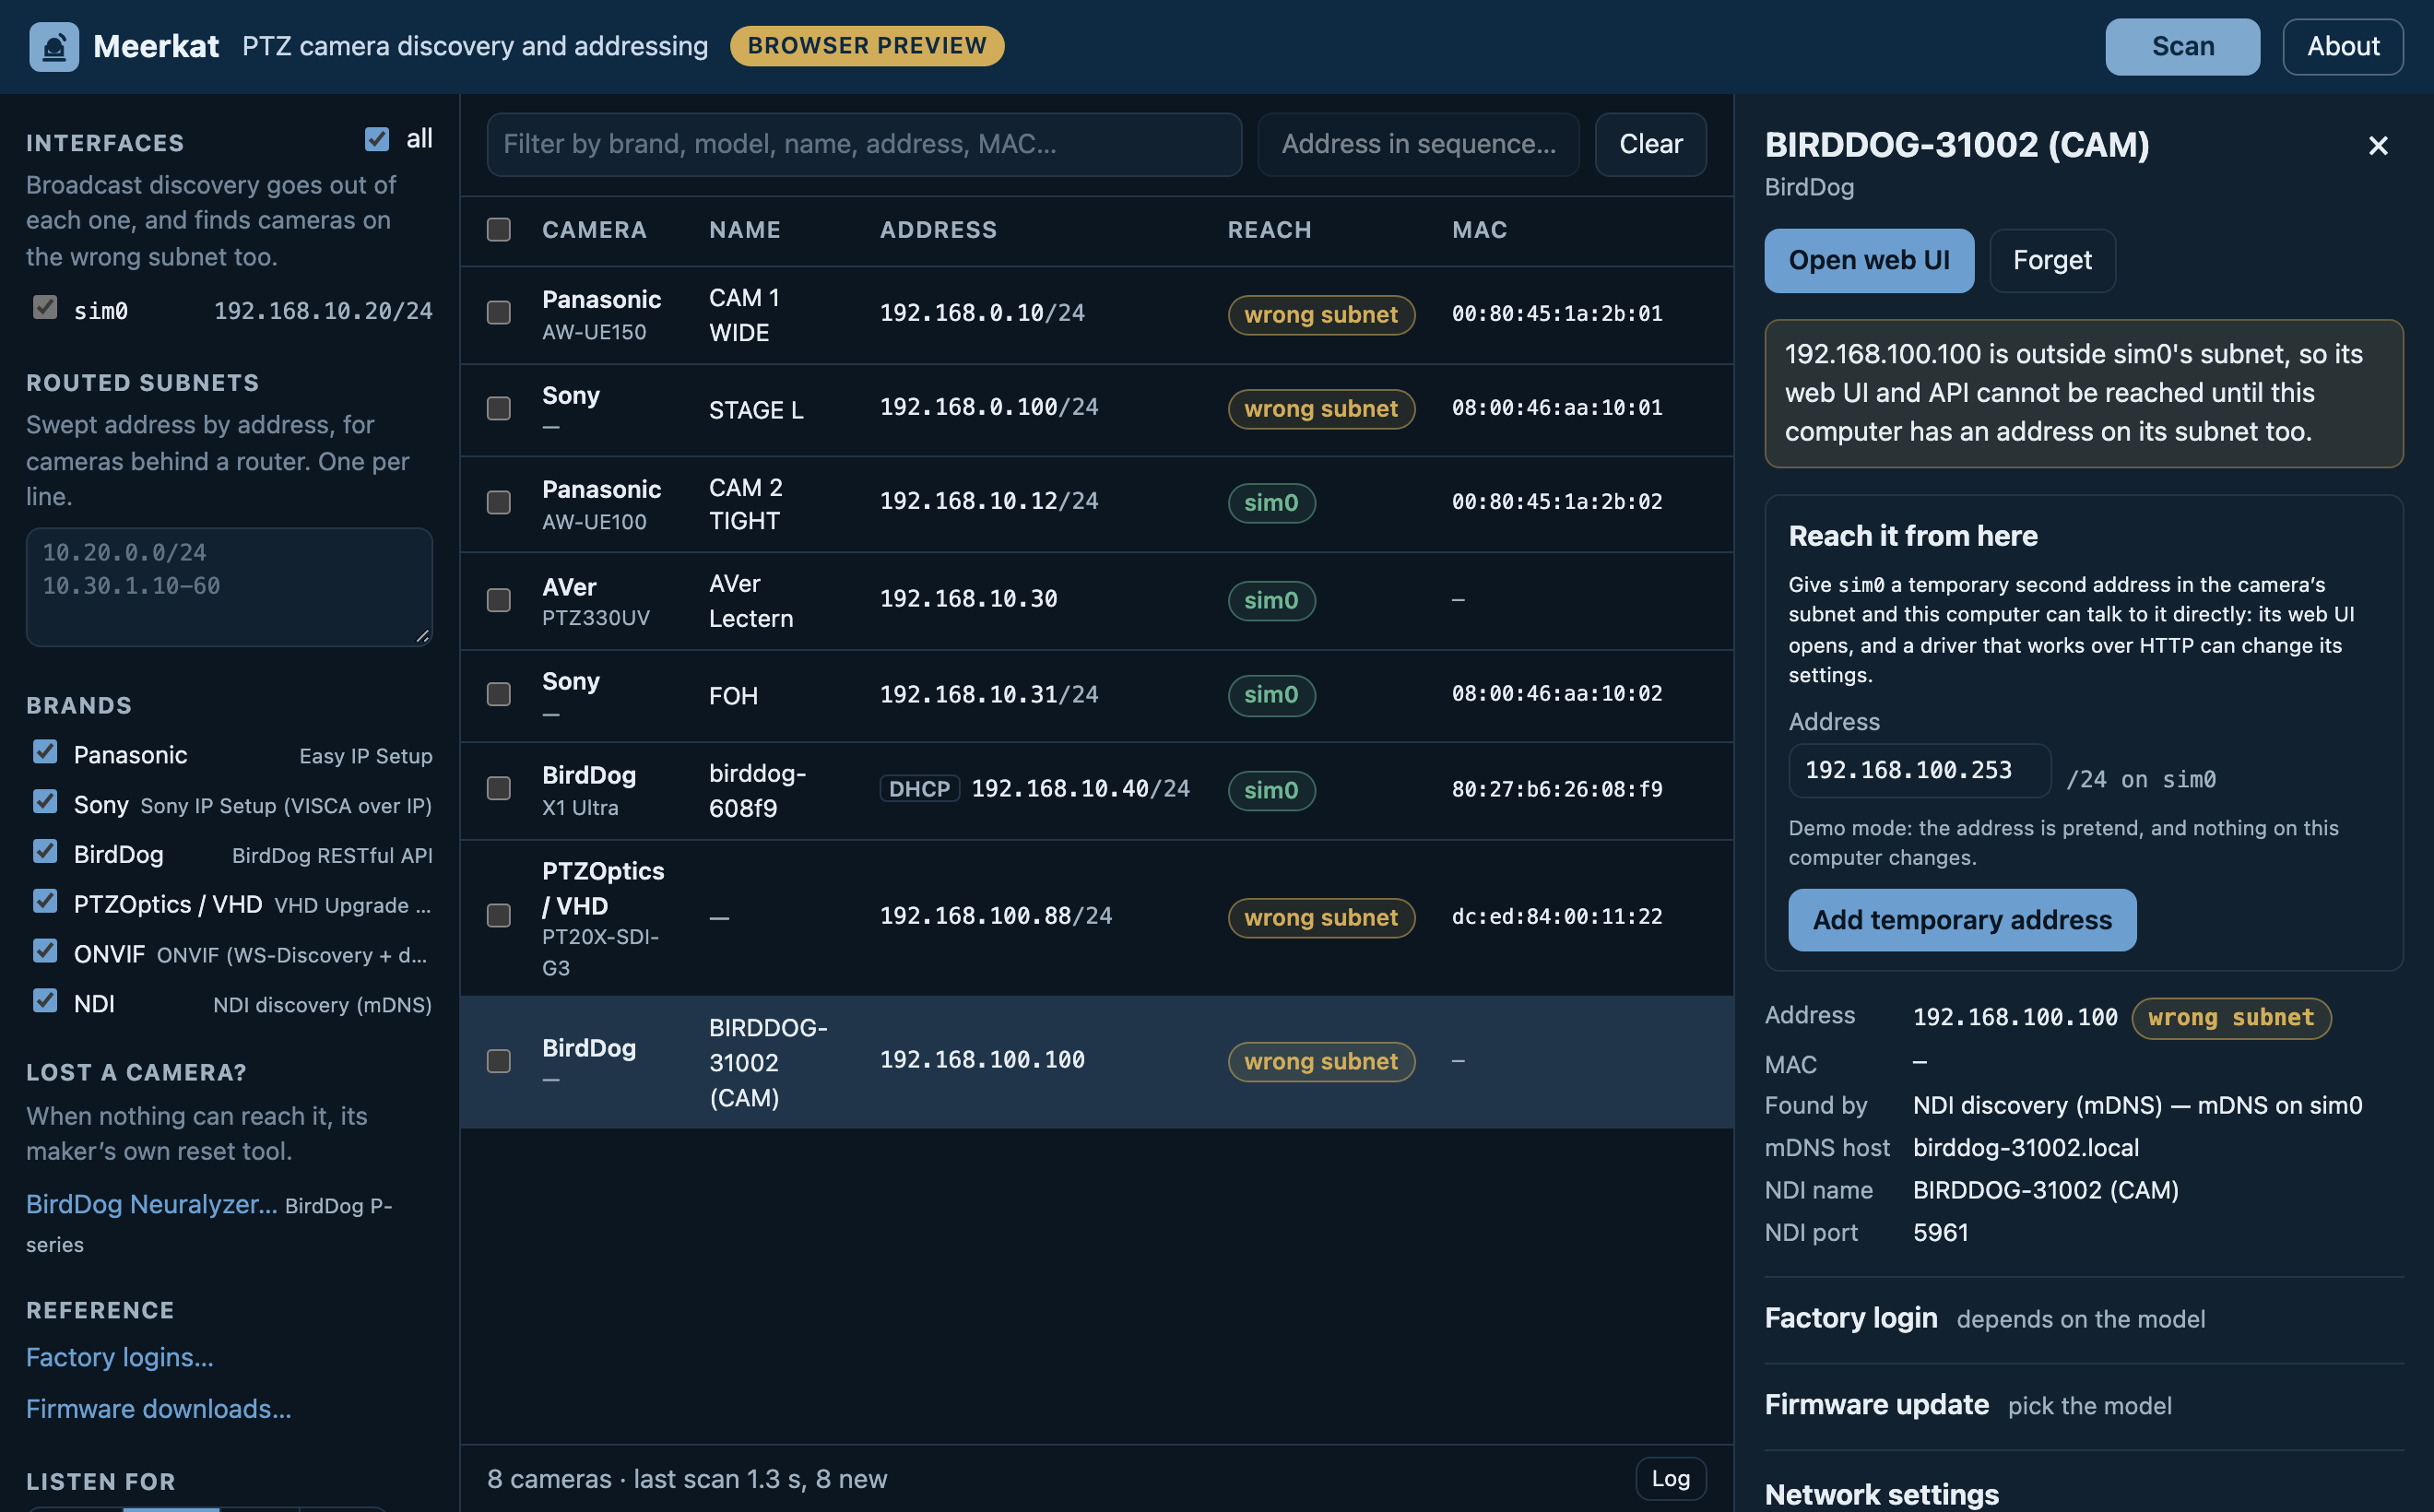 Meerkat PTZ camera discovery and addressing BROWSER PREVIEW Scan About
INTERFACES all
Broadcast discovery goes out of
each one, and finds cameras on
the wrong subnet too.
sim0 192.168.10.20/24
ROUTED SUBNETS
Swept address by address, for
cameras behind a router. One per
line.
10.20.0.0/24
10.30.1.10–60
BRANDS
Panasonic Easy IP Setup
Sony Sony IP Setup (VISCA over IP)
BirdDog BirdDog RESTful API
PTZOptics / VHD VHD Upgrade ...
ONVIF ONVIF (WS-Discovery + d...
NDI NDI discovery (mDNS)
LOST A CAMERA?
When nothing can reach it, its
maker’s own reset tool.
BirdDog Neuralyzer... BirdDog P-
series
REFERENCE
Factory logins...
Firmware downloads...
LISTEN FOR
Filter by brand, model, name, address, MAC... Address in sequence... Clear
CAMERA NAME ADDRESS REACH MAC
Panasonic
AW-UE150
CAM 1
WIDE
192.168.0.10/24
wrong subnet
00:80:45:1a:2b:01
Sony
—
STAGE L
192.168.0.100/24
wrong subnet
08:00:46:aa:10:01
Panasonic
AW-UE100
CAM 2
TIGHT
192.168.10.12/24
sim0
00:80:45:1a:2b:02
AVer
PTZ330UV
AVer
Lectern
192.168.10.30
sim0
—
Sony
—
FOH
192.168.10.31/24
sim0
08:00:46:aa:10:02
BirdDog
X1 Ultra
birddog-
608f9
DHCP 192.168.10.40/24
sim0
80:27:b6:26:08:f9
PTZOptics
/ VHD
PT20X-SDI-
G3
—
192.168.100.88/24
wrong subnet
dc:ed:84:00:11:22
BirdDog
—
BIRDDOG-
31002
(CAM)
192.168.100.100
wrong subnet
—
8 cameras · last scan 1.3 s, 8 new Log
BIRDDOG-31002 (CAM) ×
BirdDog
Open web UI Forget
192.168.100.100 is outside sim0's subnet, so its
web UI and API cannot be reached until this
computer has an address on its subnet too.
Reach it from here
Give sim0 a temporary second address in the camera’s
subnet and this computer can talk to it directly: its web UI
opens, and a driver that works over HTTP can change its
settings.
Address
192.168.100.253 /24 on sim0
Demo mode: the address is pretend, and nothing on this
computer changes.
Add temporary address
Address 192.168.100.100 wrong subnet
MAC —
Found by NDI discovery (mDNS) — mDNS on sim0
mDNS host birddog-31002.local
NDI name BIRDDOG-31002 (CAM)
NDI port 5961
Factory login depends on the model
Firmware update pick the model
Network settings